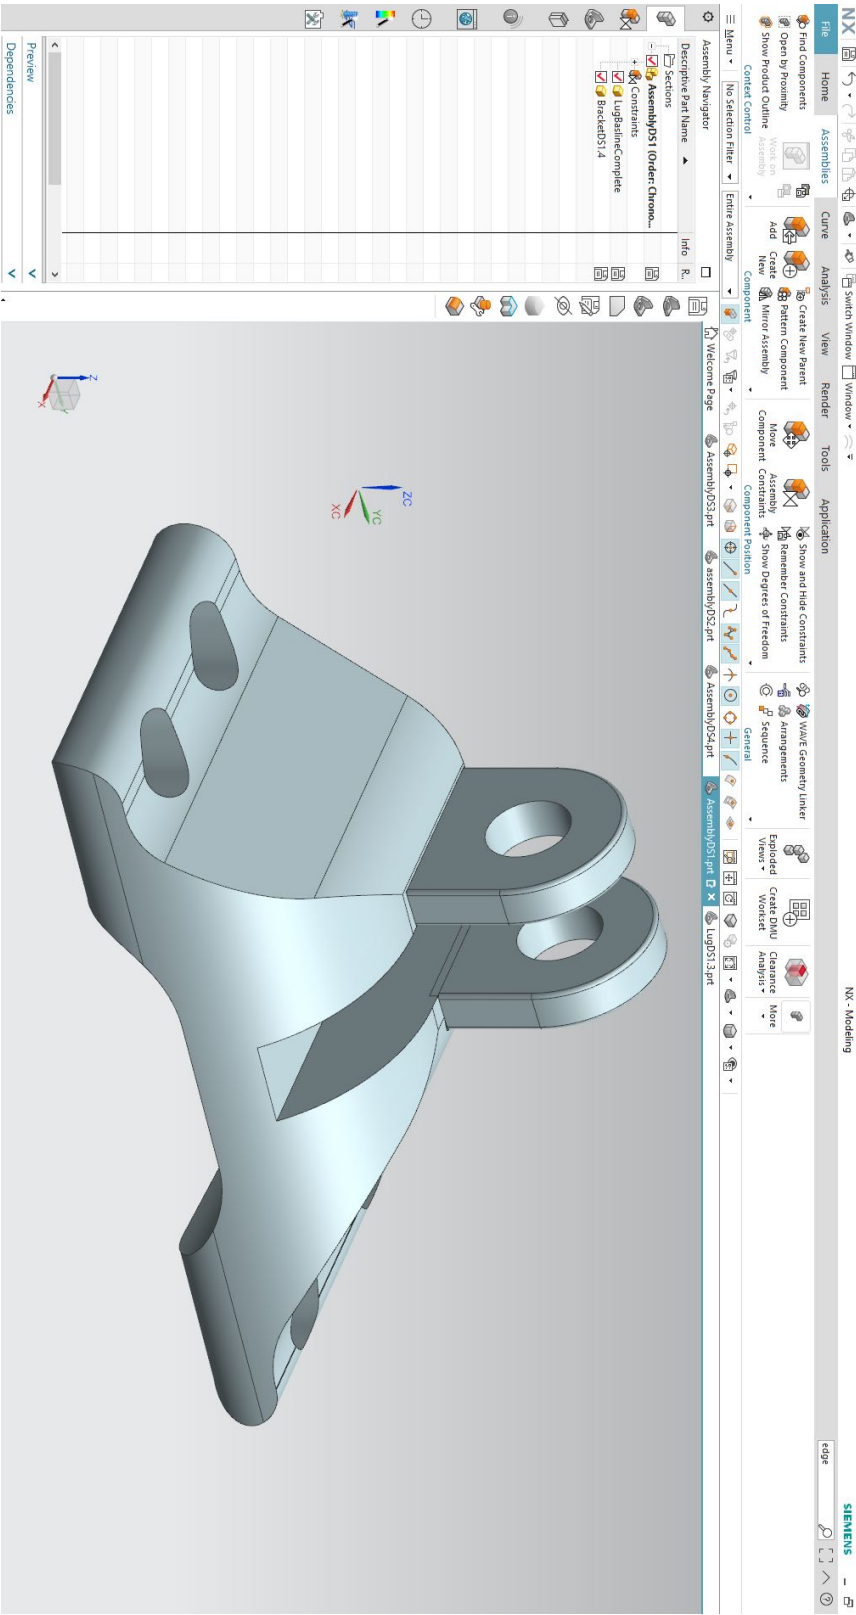 NX
Switch Window
Window
NX - Modeling
SIEMENS
File
Home
Assemblies
Curve
Analysis
View
Render
Tools
Application
edge
Find Components
Open by Proximity
Show Product Outline
Context Control
Work on
Assembly
Add
Create
New
Create New Parent
Pattern Component
Mirror Assembly
Component
Move
Component
Assembly
Constraints
Show and Hide Constraints
Remember Constraints
Show Degrees of Freedom
Component Position
WAVE Geometry Linker
Arrangements
Sequence
General
Exploded
Views
Create DMU
Workset
Clearance
Analysis
More
Menu
No Selection Filter
Entire Assembly
Assembly Navigator
Welcome Page
AssemblyDS3.prt
assemblyDS2.prt
AssemblyDS4.prt
AssemblyDS1.prt
LugDS1.3.prt
Descriptive Part Name
Info
R..
Sections
AssemblyDS1 (Order: Chrono...
Constraints
LugBaslineComplete
BracketDS1.4
Preview
Dependencies
ZC
YC
XC
Z
Y
X